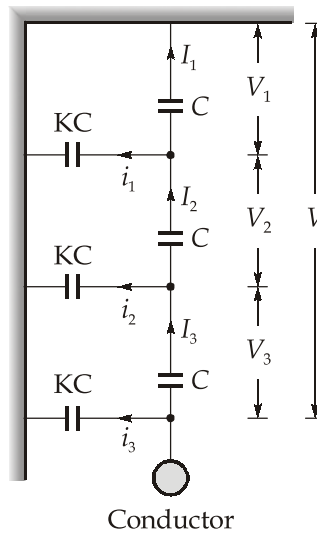 I₁
V₁
C
KC
i₁
I₂
V₂
V
C
KC
i₂
I₃
V₃
C
KC
i₃
Conductor